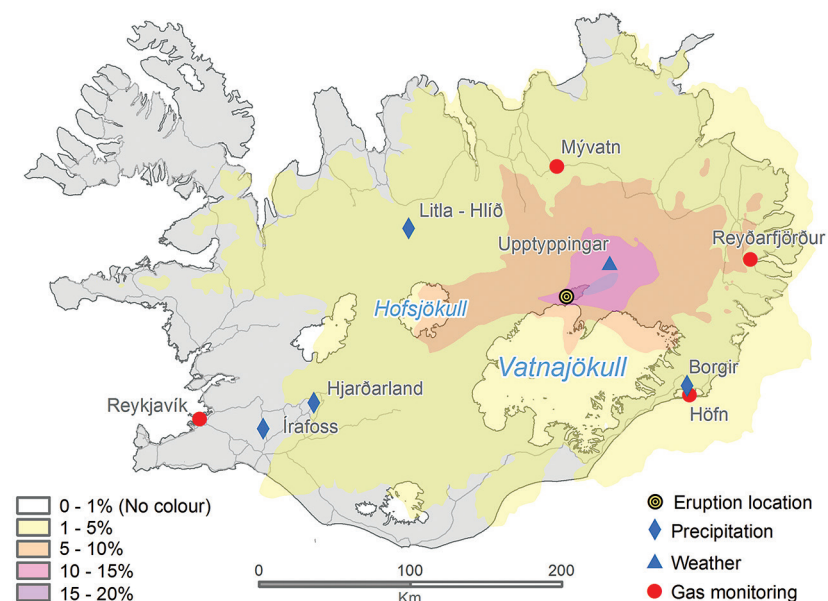 Mývatn
Litla - Hlíð
Upptyppingar
Reyðarfjörður
Hofsjökull
Vatnajökull
Borgir
Höfn
Hjarðarland
Reykjavík
Írafoss
0 - 1% (No colour)
1 - 5%
5 - 10%
10 - 15%
15 - 20%
0 100 200
Km
Eruption location
Precipitation
Weather
Gas monitoring